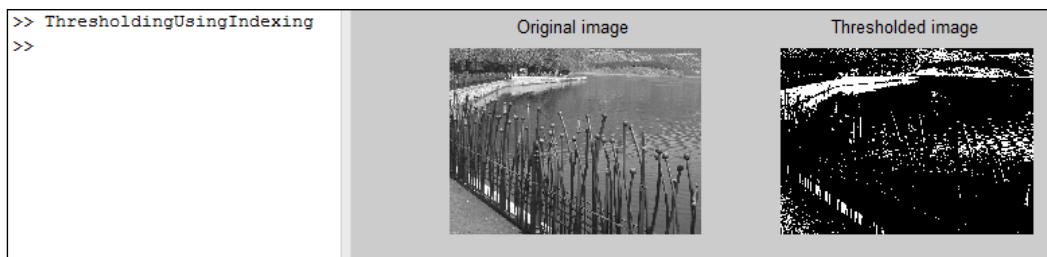 >> ThresholdingUsingIndexing
>>
Original image
Thresholded image